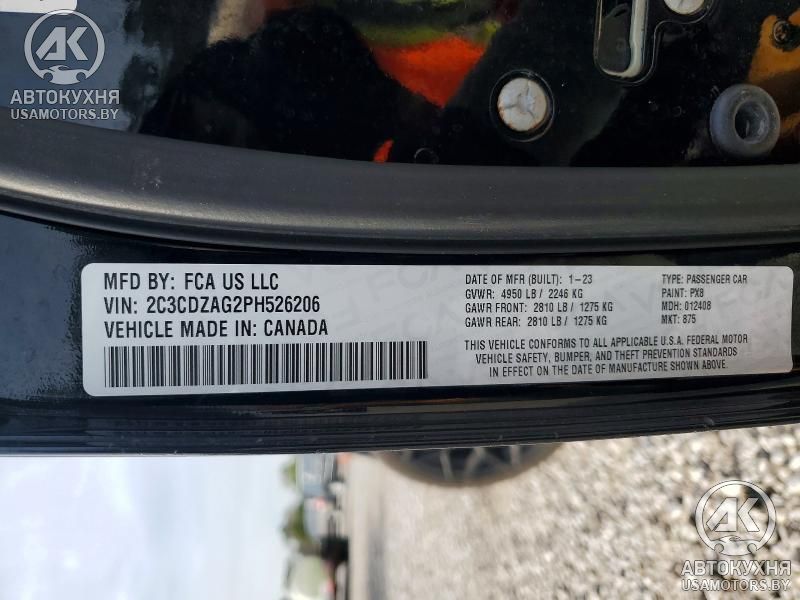 АК
АВТОКУХНЯ
USAMOTORS.BY
MFD BY: FCA US LLC
VIN: 2C3CDZAG2PH526206
VEHICLE MADE IN: CANADA
DATE OF MFR (BUILT): 1-23
GVWR: 4950 LB / 2246 KG
GAWR FRONT: 2810 LB / 1275 KG
GAWR REAR: 2810 LB / 1275 KG
TYPE: PASSENGER CAR
PAINT: PX8
MDH: 012408
MKT: 875
THIS VEHICLE CONFORMS TO ALL APPLICABLE U.S.A. FEDERAL MOTOR
VEHICLE SAFETY, BUMPER, AND THEFT PREVENTION STANDARDS
IN EFFECT ON THE DATE OF MANUFACTURE SHOWN ABOVE.
АК
АВТОКУХНЯ
USAMOTORS.BY